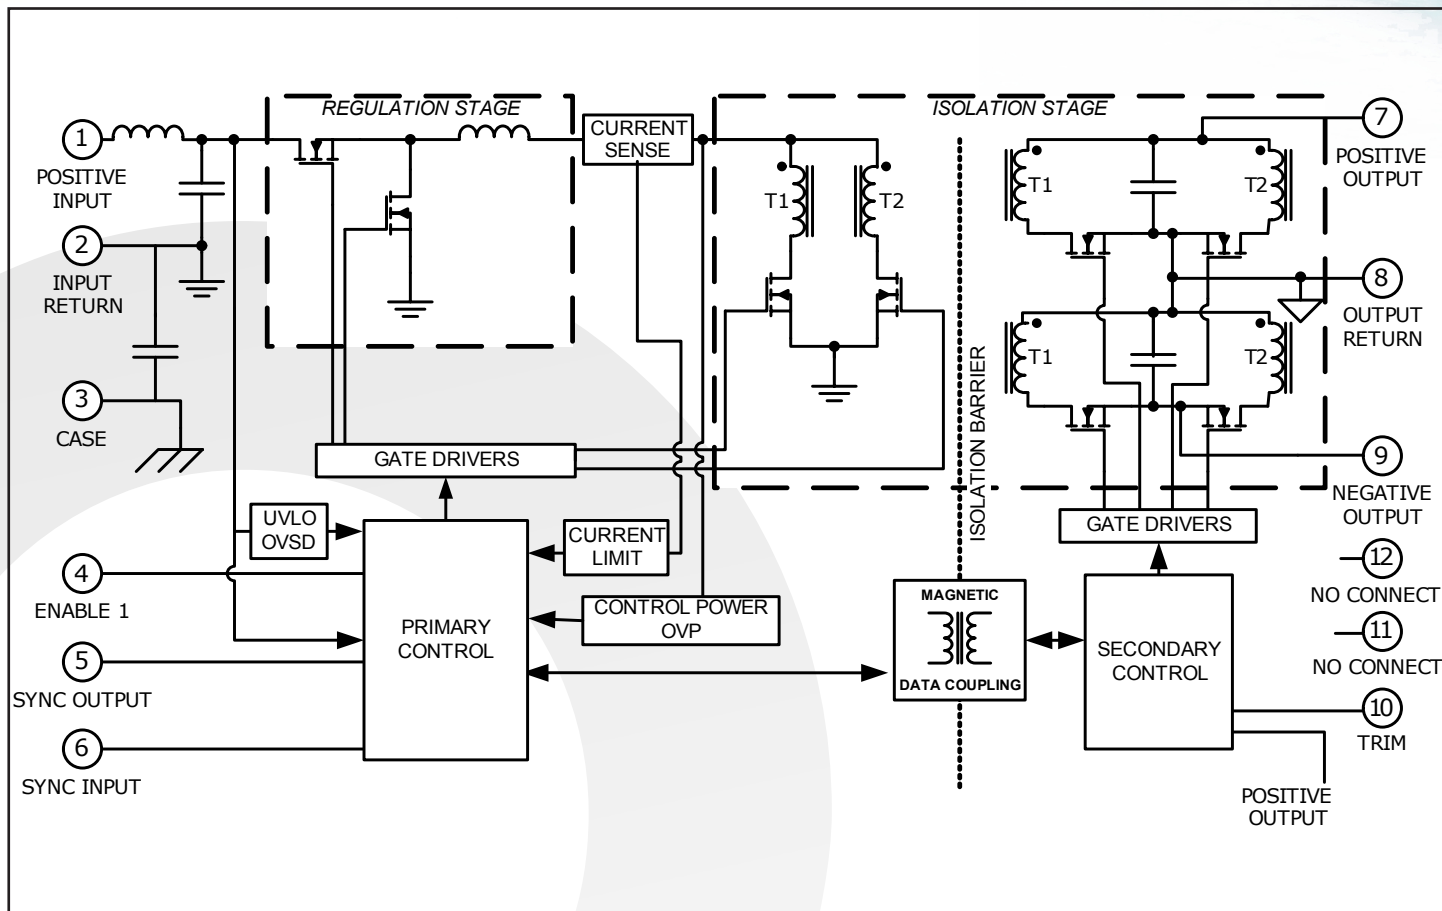 REGULATION STAGE
ISOLATION STAGE
1
POSITIVE
INPUT
CURRENT
SENSE
7
POSITIVE
OUTPUT
T1
T2
T1
T2
2
INPUT
RETURN
8
OUTPUT
RETURN
T1
T2
3
CASE
ISOLATION BARRIER
GATE DRIVERS
9
NEGATIVE
OUTPUT
UVLO
OVSD
CURRENT
LIMIT
GATE DRIVERS
12
NO CONNECT
4
ENABLE 1
MAGNETIC
DATA COUPLING
CONTROL POWER
OVP
PRIMARY
CONTROL
11
NO CONNECT
5
SYNC OUTPUT
SECONDARY
CONTROL
10
TRIM
6
SYNC INPUT
POSITIVE
OUTPUT